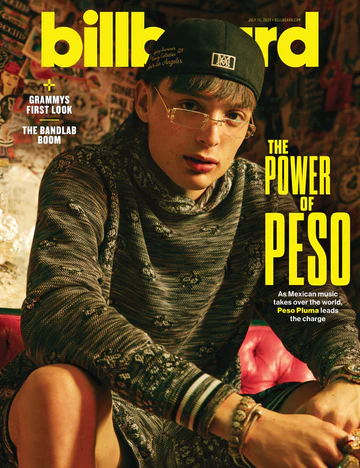 JULY 15, 2023 • BILLBOARD.COM
billboard
+
GRAMMYS
FIRST LOOK
THE BANDLAB
BOOM
THE
POWER
OF
PESO
As Mexican music
takes over the world,
Peso Pluma leads
the charge